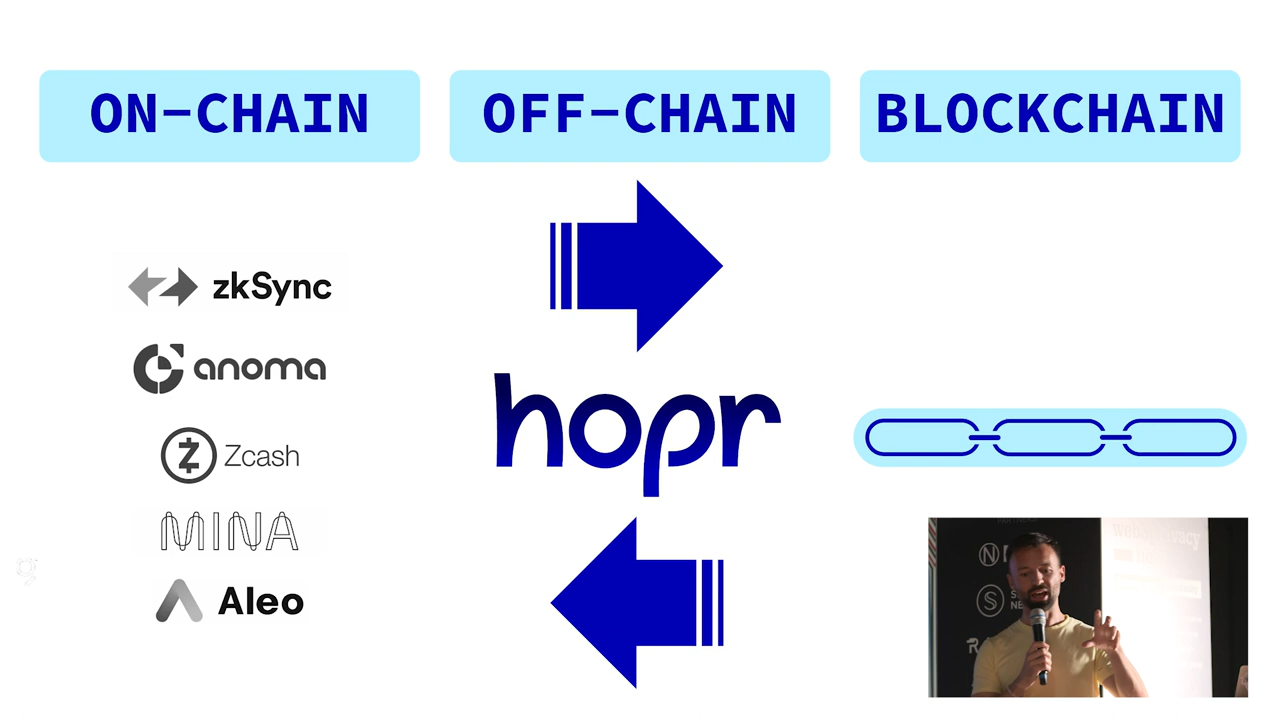 ON-CHAIN
OFF-CHAIN
BLOCKCHAIN
zkSync
anoma
Zcash
MINA
Aleo
hopr